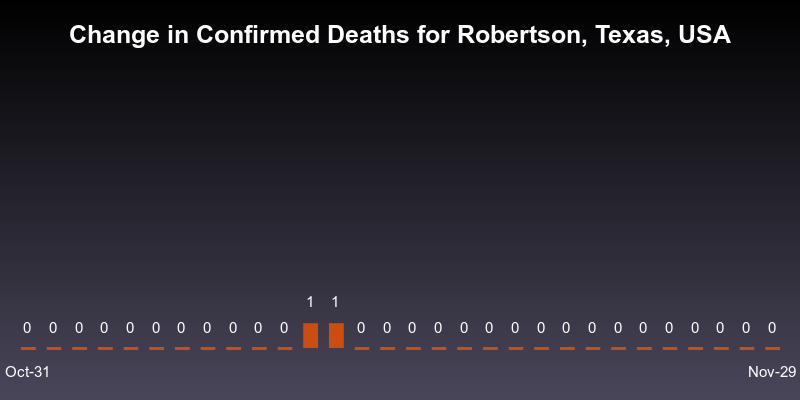 Change in Confirmed Deaths for Robertson, Texas, USA
1 1
0 0 0 0 0 0 0 0 0 0 0 0 0 0 0 0 0 0 0 0 0 0 0 0 0 0 0 0
Oct-31 Nov-29